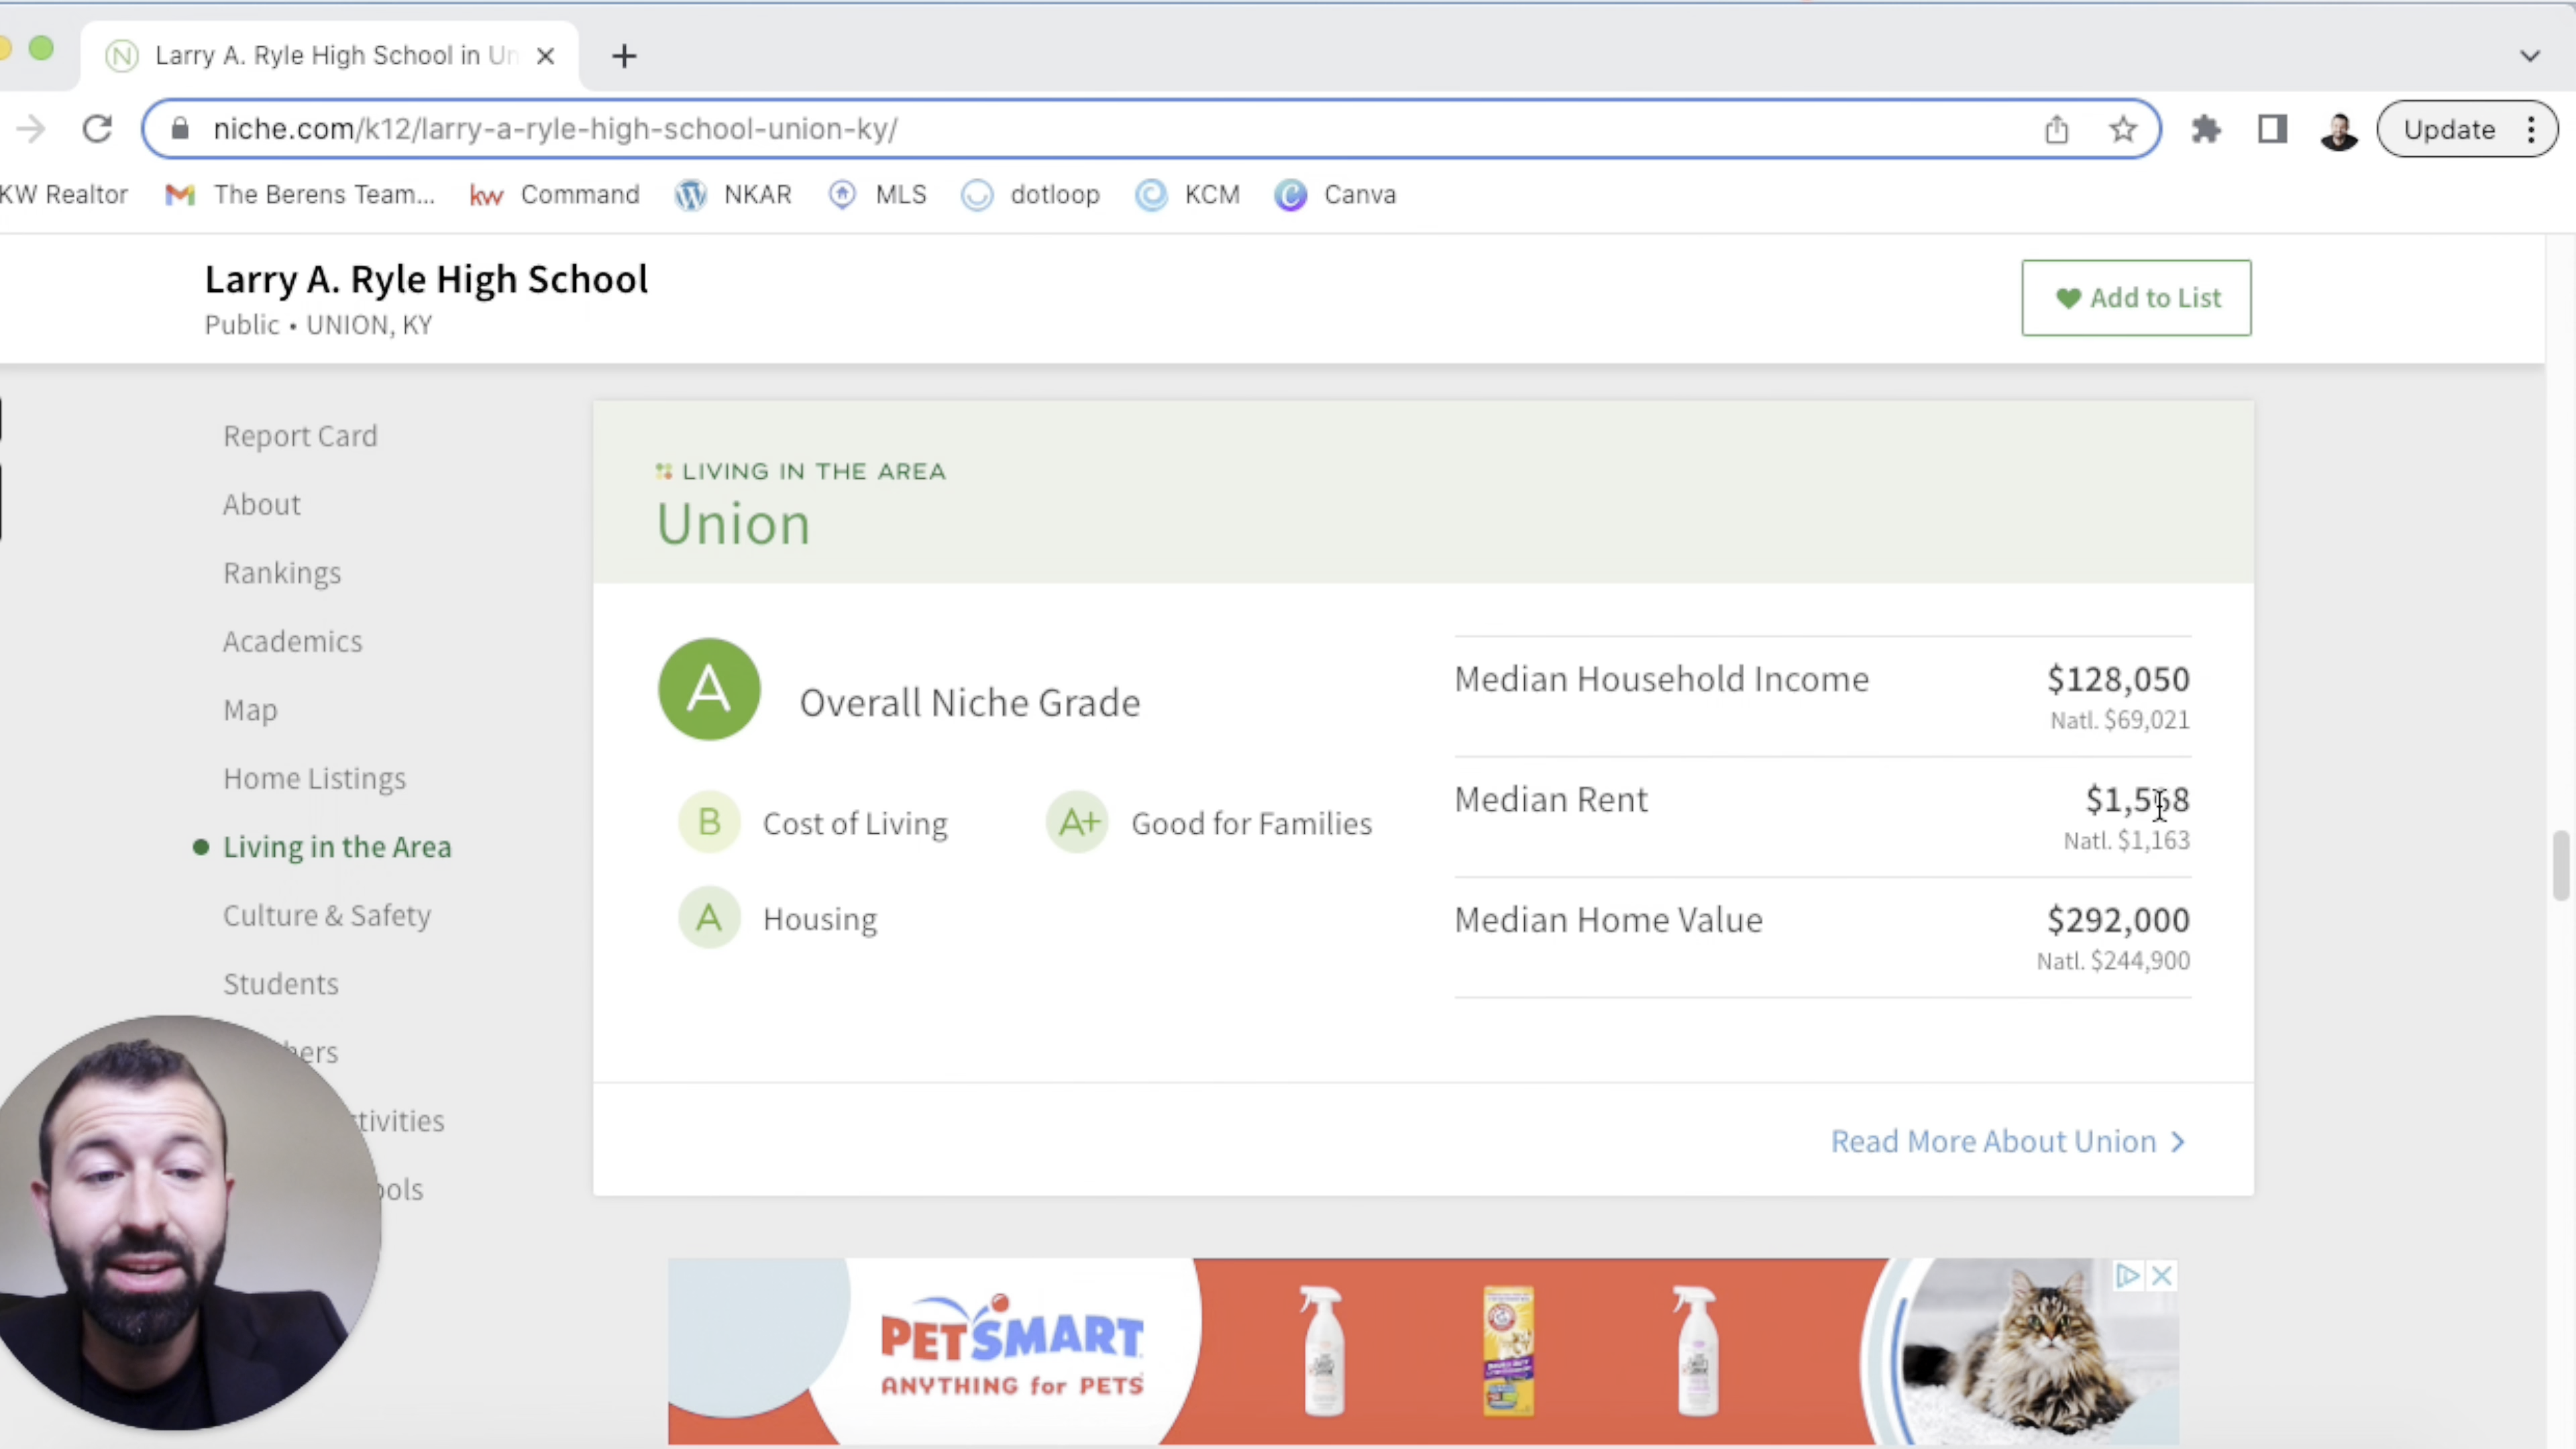 Larry A. Ryle High School in Un
niche.com/k12/larry-a-ryle-high-school-union-ky/
Update
KW Realtor
The Berens Team...
kw Command
NKAR
MLS
dotloop
KCM
Canva
Larry A. Ryle High School
Public • UNION, KY
Add to List
Report Card
About
Rankings
Academics
Map
Home Listings
Living in the Area
Culture & Safety
Students
hers
tivities
ols
LIVING IN THE AREA
Union
A Overall Niche Grade
B Cost of Living
A+ Good for Families
A Housing
Median Household Income $128,050
Natl. $69,021
Median Rent
Natl. $1,163
Median Home Value $292,000
Natl. $244,900
Read More About Union
PETSMART
ANYTHING for PETS